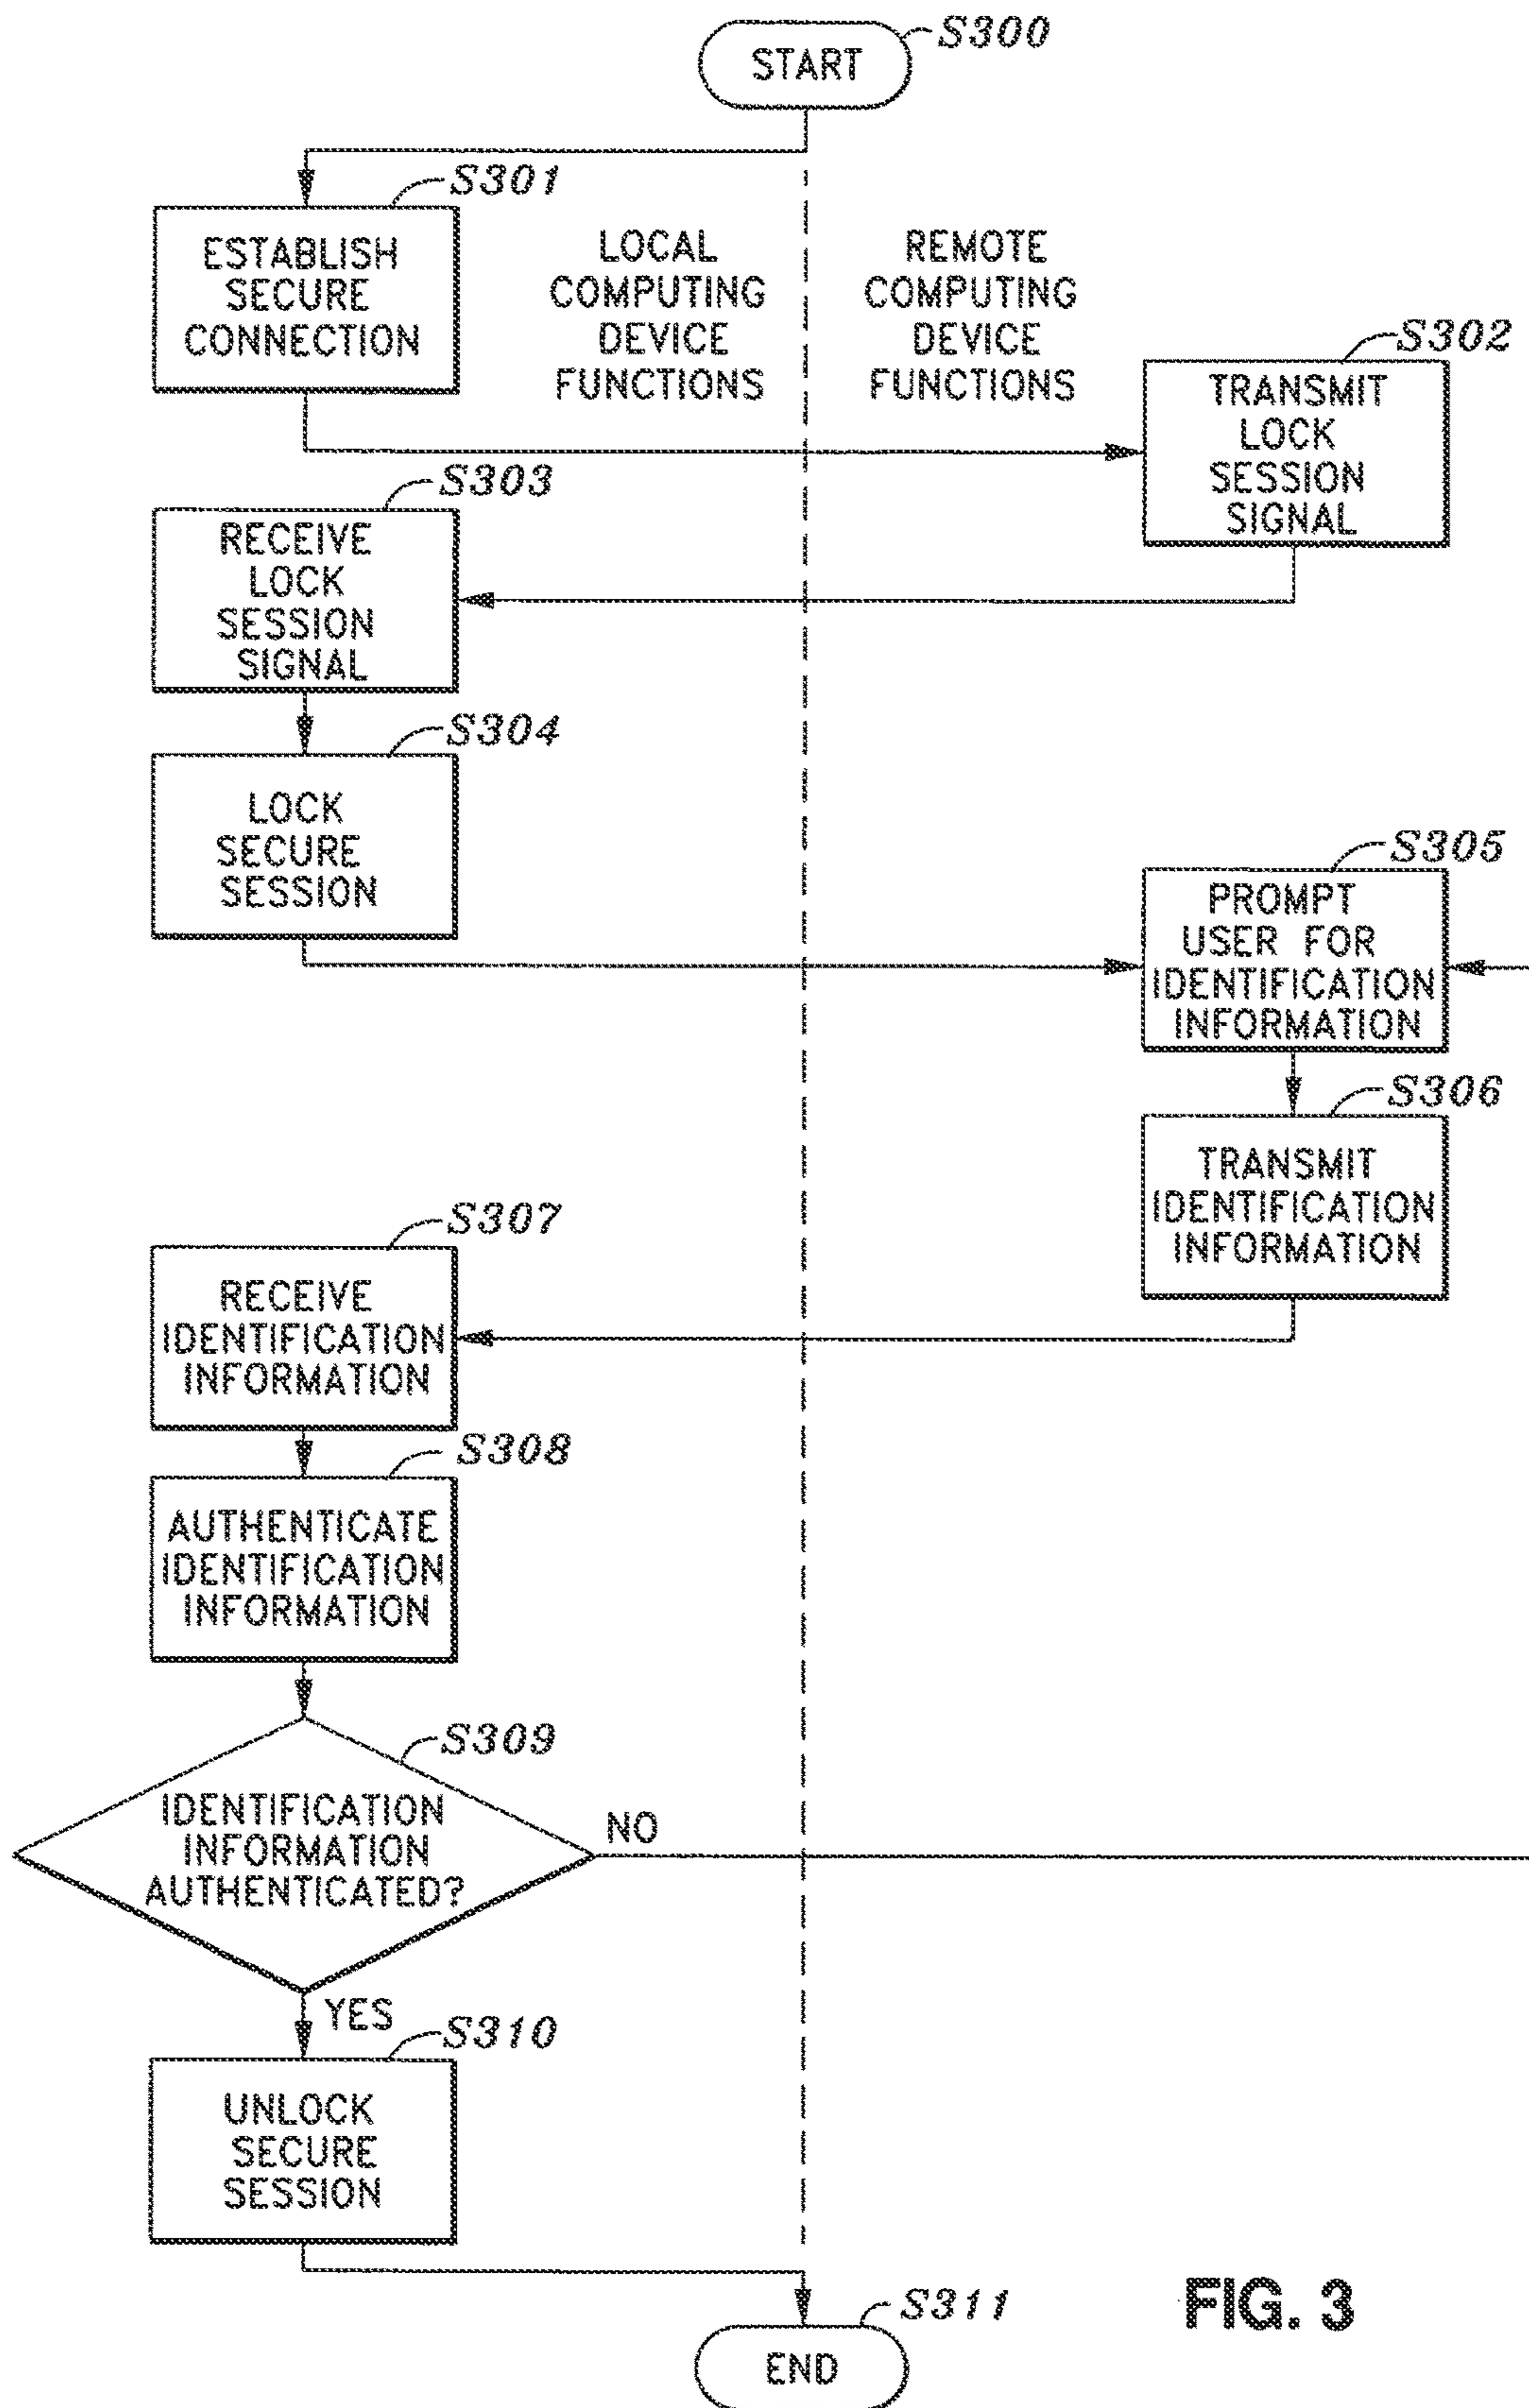 START
S300
S301
ESTABLISH
SECURE
CONNECTION
LOCAL
COMPUTING
DEVICE
FUNCTIONS
REMOTE
COMPUTING
DEVICE
FUNCTIONS
S302
TRANSMIT
LOCK
SESSION
SIGNAL
S303
RECEIVE
LOCK
SESSION
SIGNAL
S304
LOCK
SECURE
SESSION
S305
PROMPT
USER FOR
IDENTIFICATION
INFORMATION
S306
TRANSMIT
IDENTIFICATION
INFORMATION
S307
RECEIVE
IDENTIFICATION
INFORMATION
S308
AUTHENTICATE
IDENTIFICATION
INFORMATION
S309
IDENTIFICATION
INFORMATION
AUTHENTICATED?
NO
YES
S310
UNLOCK
SECURE
SESSION
S311
END
FIG. 3